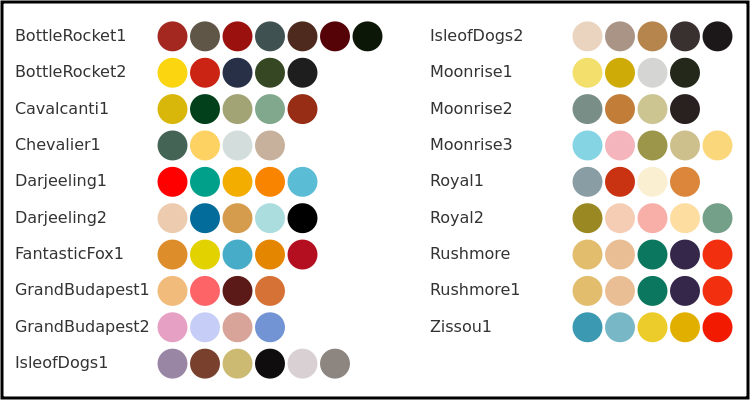 BottleRocket1
BottleRocket2
Cavalcanti1
Chevalier1
Darjeeling1
Darjeeling2
FantasticFox1
GrandBudapest1
GrandBudapest2
IsleofDogs1
IsleofDogs2
Moonrise1
Moonrise2
Moonrise3
Royal1
Royal2
Rushmore
Rushmore1
Zissou1